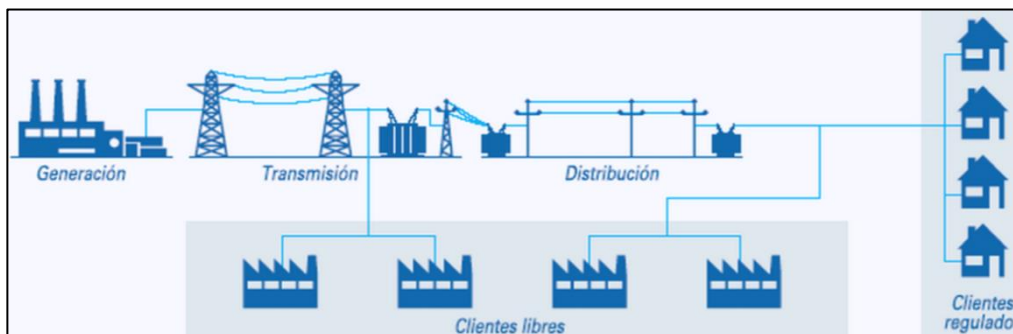 Generación
Transmisión
Distribución
Clientes libres
Clientes
regulado